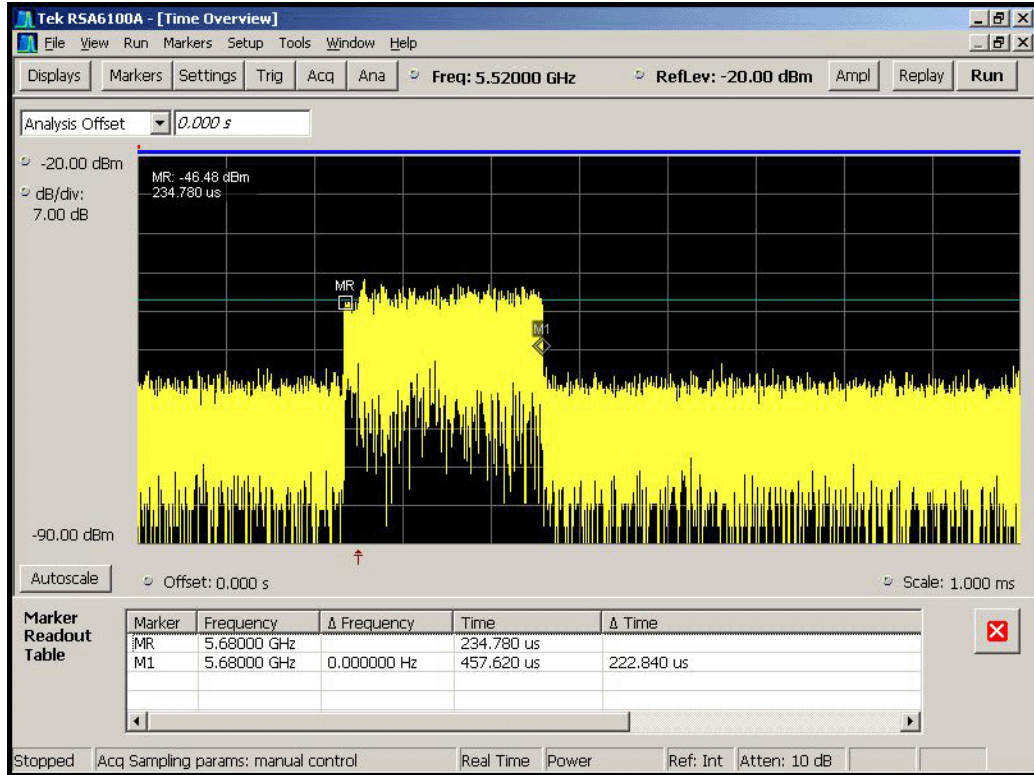 Tek RSA6100A - [Time Overview]
File View Run Markers Setup Tools Window Help
Displays Markers Settings Trig Acq Ana Freq: 5.52000 GHz RefLev: -20.00 dBm Ampl Replay Run
Analysis Offset 0.000 s
-20.00 dBm
dB/div:
7.00 dB
MR: -46.48 dBm
234.780 us
MR
M1
-90.00 dBm
Autoscale Offset: 0.000 s Scale: 1.000 ms
Marker Readout Table
Marker Frequency Δ Frequency Time Δ Time
MR 5.68000 GHz 234.780 us
M1 5.68000 GHz 0.000000 Hz 457.620 us 222.840 us
Stopped Acq Sampling params: manual control Real Time Power Ref: Int Atten: 10 dB